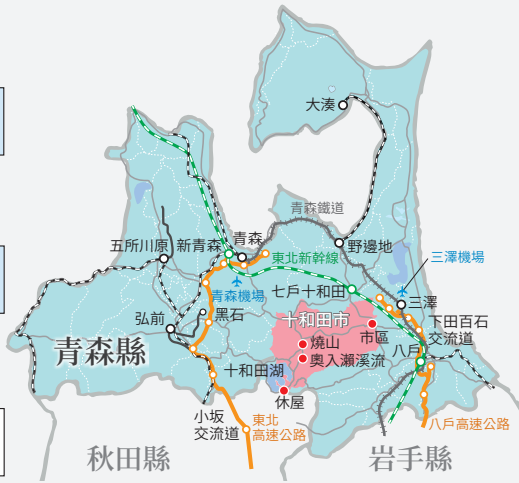 大湊
青森鐵道
青森
五所川原
新青森
東北新幹線
野邊地
三澤機場
青森機場
七戶十和田
三澤
弘前
黑石
十和田市
下田百石
交流道
市區
青森縣
燒山
八戶
十和田湖
奧入瀨溪流
休屋
小坂
交流道
東北
高速公路
八戶高速公路
秋田縣
岩手縣